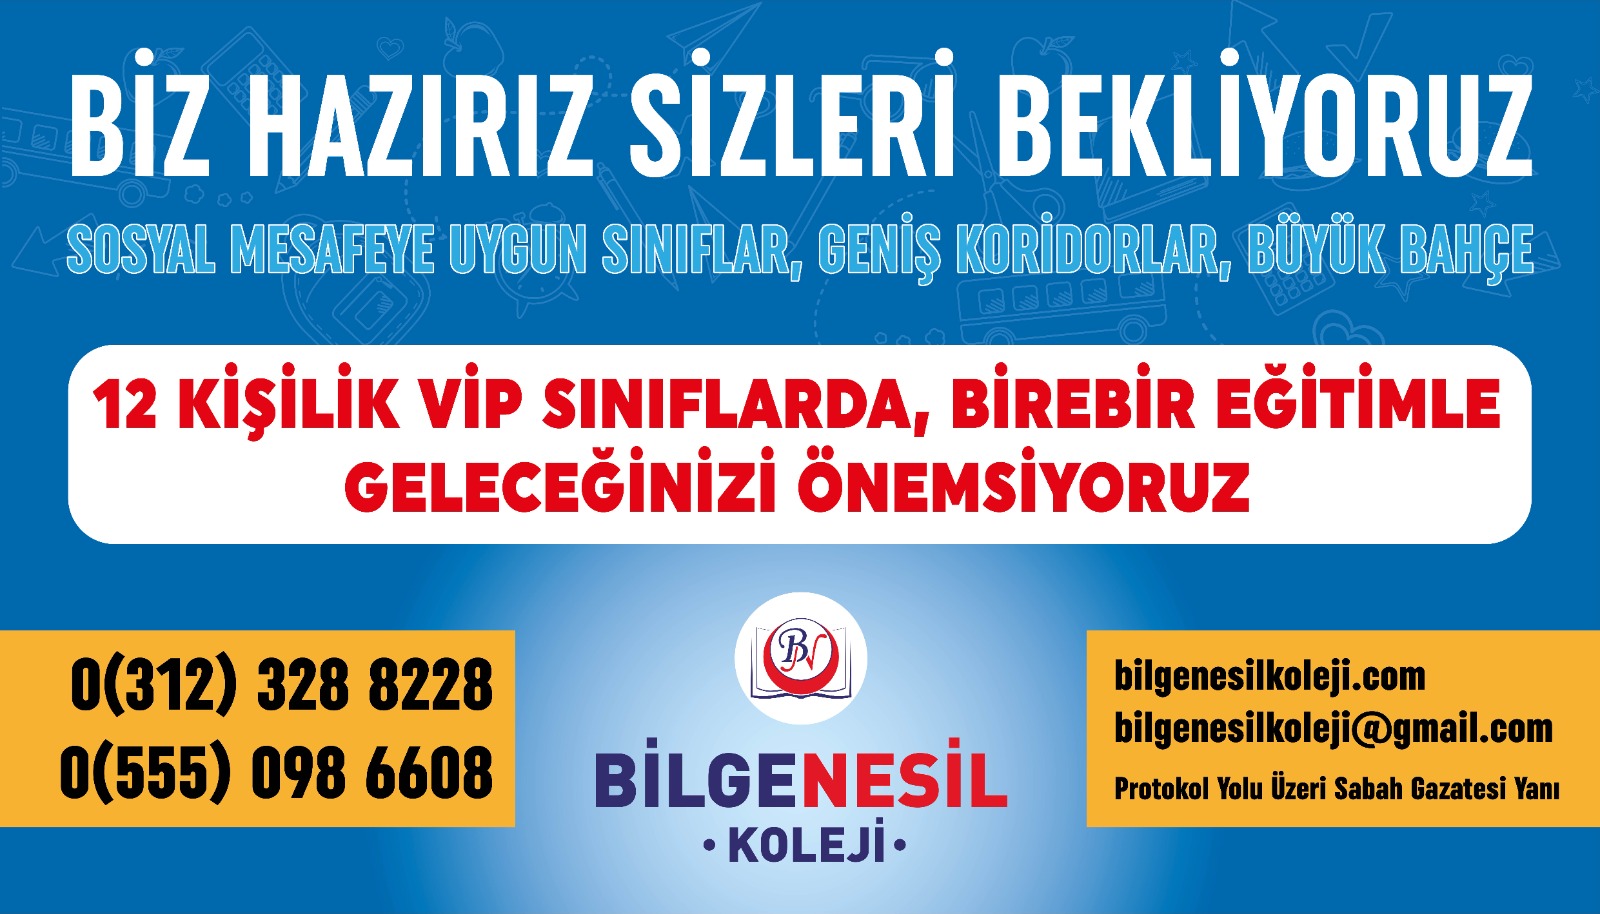 BİZ HAZIRIZ SİZLERİ BEKLİYORUZ
SOSYAL MESAFEYE UYGUN SINIFLAR, GENİŞ KORİDORLAR, BÜYÜK BAHÇE
12 KİŞİLİK VİP SINIFLARDA, BİREBİR EĞİTİMLE
GELECEĞİNİZİ ÖNEMSİYORUZ
0(312) 328 8228
0(555) 098 6608
BN
BİLGENESİL
• KOLEJİ •
bilgenesilkoleji.com
bilgenesilkoleji@gmail.com
Protokol Yolu Üzeri Sabah Gazatesi Yanı